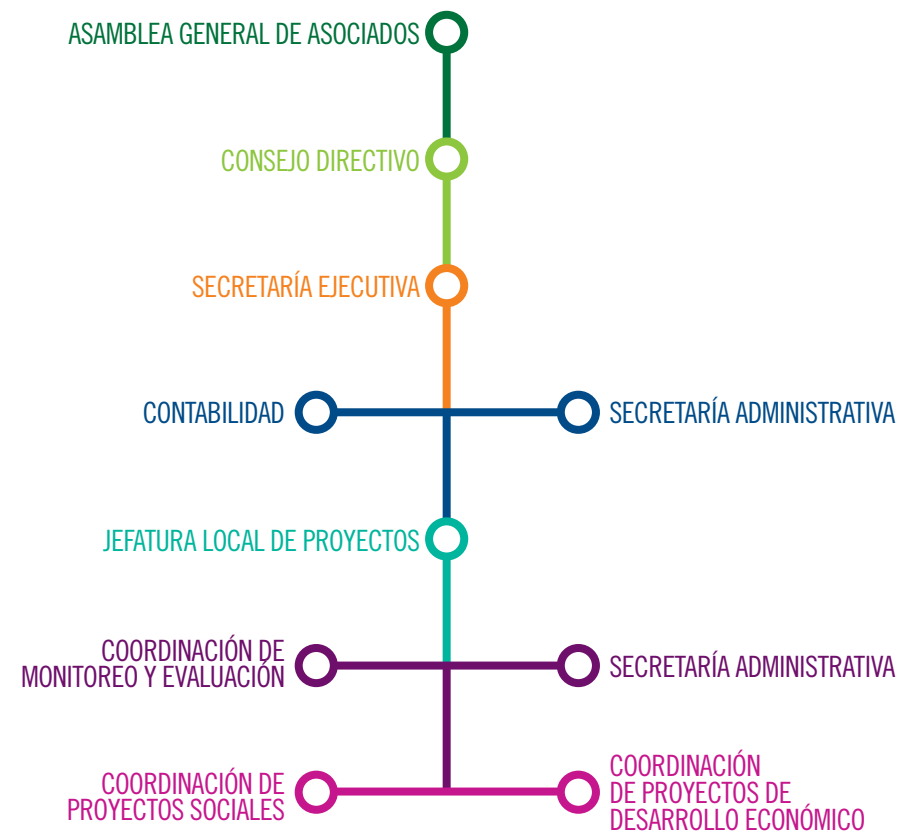 ASAMBLEA GENERAL DE ASOCIADOS
CONSEJO DIRECTIVO
SECRETARÍA EJECUTIVA
CONTABILIDAD
SECRETARÍA ADMINISTRATIVA
JEFATURA LOCAL DE PROYECTOS
COORDINACIÓN DE
MONITOREO Y EVALUACIÓN
SECRETARÍA ADMINISTRATIVA
COORDINACIÓN DE
PROYECTOS SOCIALES
COORDINACIÓN
DE PROYECTOS DE
DESARROLLO ECONÓMICO